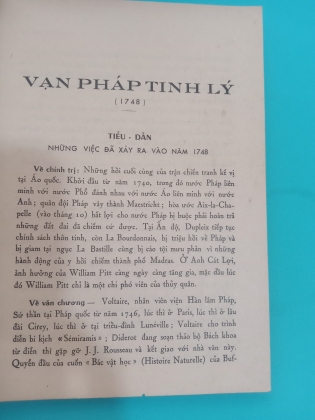 VẠN PHÁP TINH LÝ
(1748)
TIỂU - DẪN
NHỮNG VIỆC ĐÃ XẢY RA VÀO NĂM 1748
Về chính trị: Những hồi cuối cùng của trận chiến tranh kế vị
tại Áo quốc. Khởi đầu từ năm 1740, trong đó nước Pháp liên
minh với nước Phổ đánh nhau với nước Áo liên minh với nước
Anh; quân đội Pháp vây thành Maestricht; hòa ước Aix-la-Cha-
pelle (vào tháng 10) bất lợi cho nước Pháp bị buộc phải hoàn trả
những đất đai đã chiếm cứ được. Tại Ấn độ, Dupleix tiếp tục
chính sách thôn tính, còn La Bourdonnais, bị triệu hồi về Pháp và
bị giam tại ngục La Bastille cùng bị cáo tội mưu phản vì những
hành động của y hồi chiếm thành phố Madras. Ở Anh Cát Lợi,
ảnh hưởng của William Pitt càng ngày càng tăng gia, mặc dầu lúc
đó William Pitt chỉ là một chi phó viên của thủy quân.
Về văn chương — Voltaire, nhân viên viện Hàn lâm Pháp,
Sứ thần tại Pháp quốc từ năm 1746, lúc thì ở Paris, lúc thì ở lâu
đài Cirey, lúc thì ở tại triều-đình Lunéville; Voltaire cho trình
diễn bi kịch «Sémiramis»; Diderot đang soạn thảo bộ Bách khoa
từ điển thì gặp gỡ J. J. Rousseau và kết giao với nhà văn này.
Quyển đầu của cuốn «Bác vật học» (Histoire Naturelle) của Buf-